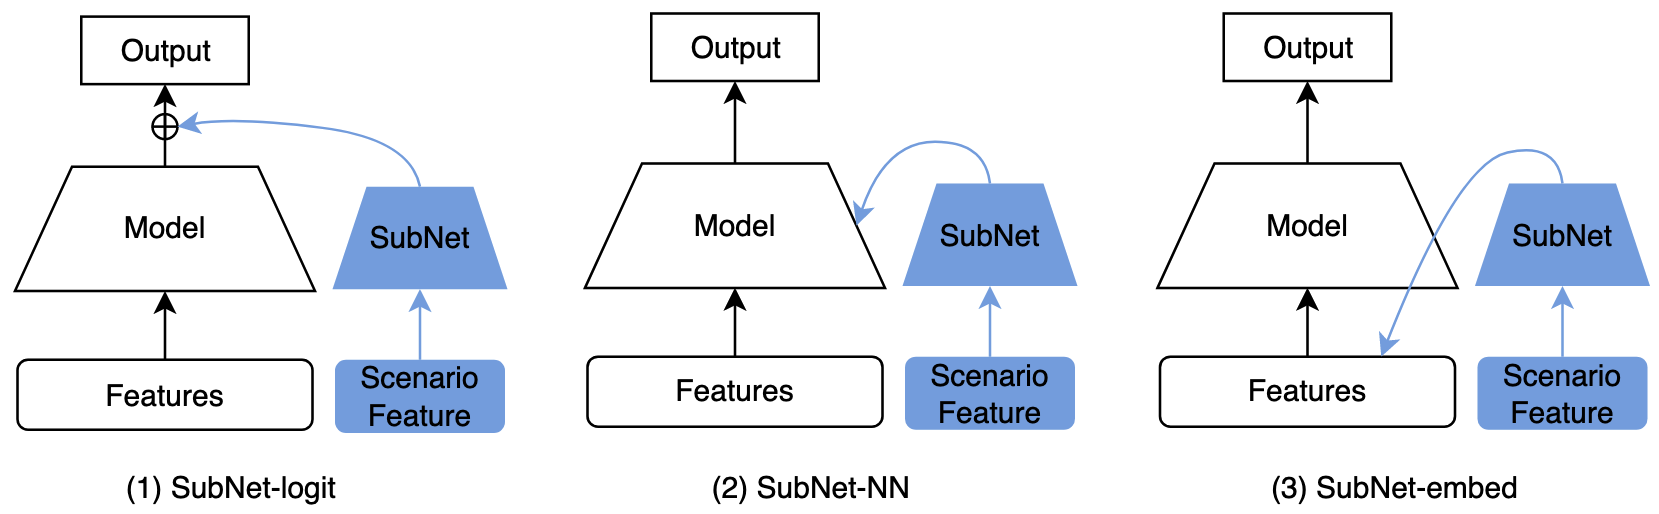 Output
Model
SubNet
Features
Scenario
Feature
(1) SubNet-logit
Output
Model
SubNet
Features
Scenario
Feature
(2) SubNet-NN
Output
Model
SubNet
Features
Scenario
Feature
(3) SubNet-embed